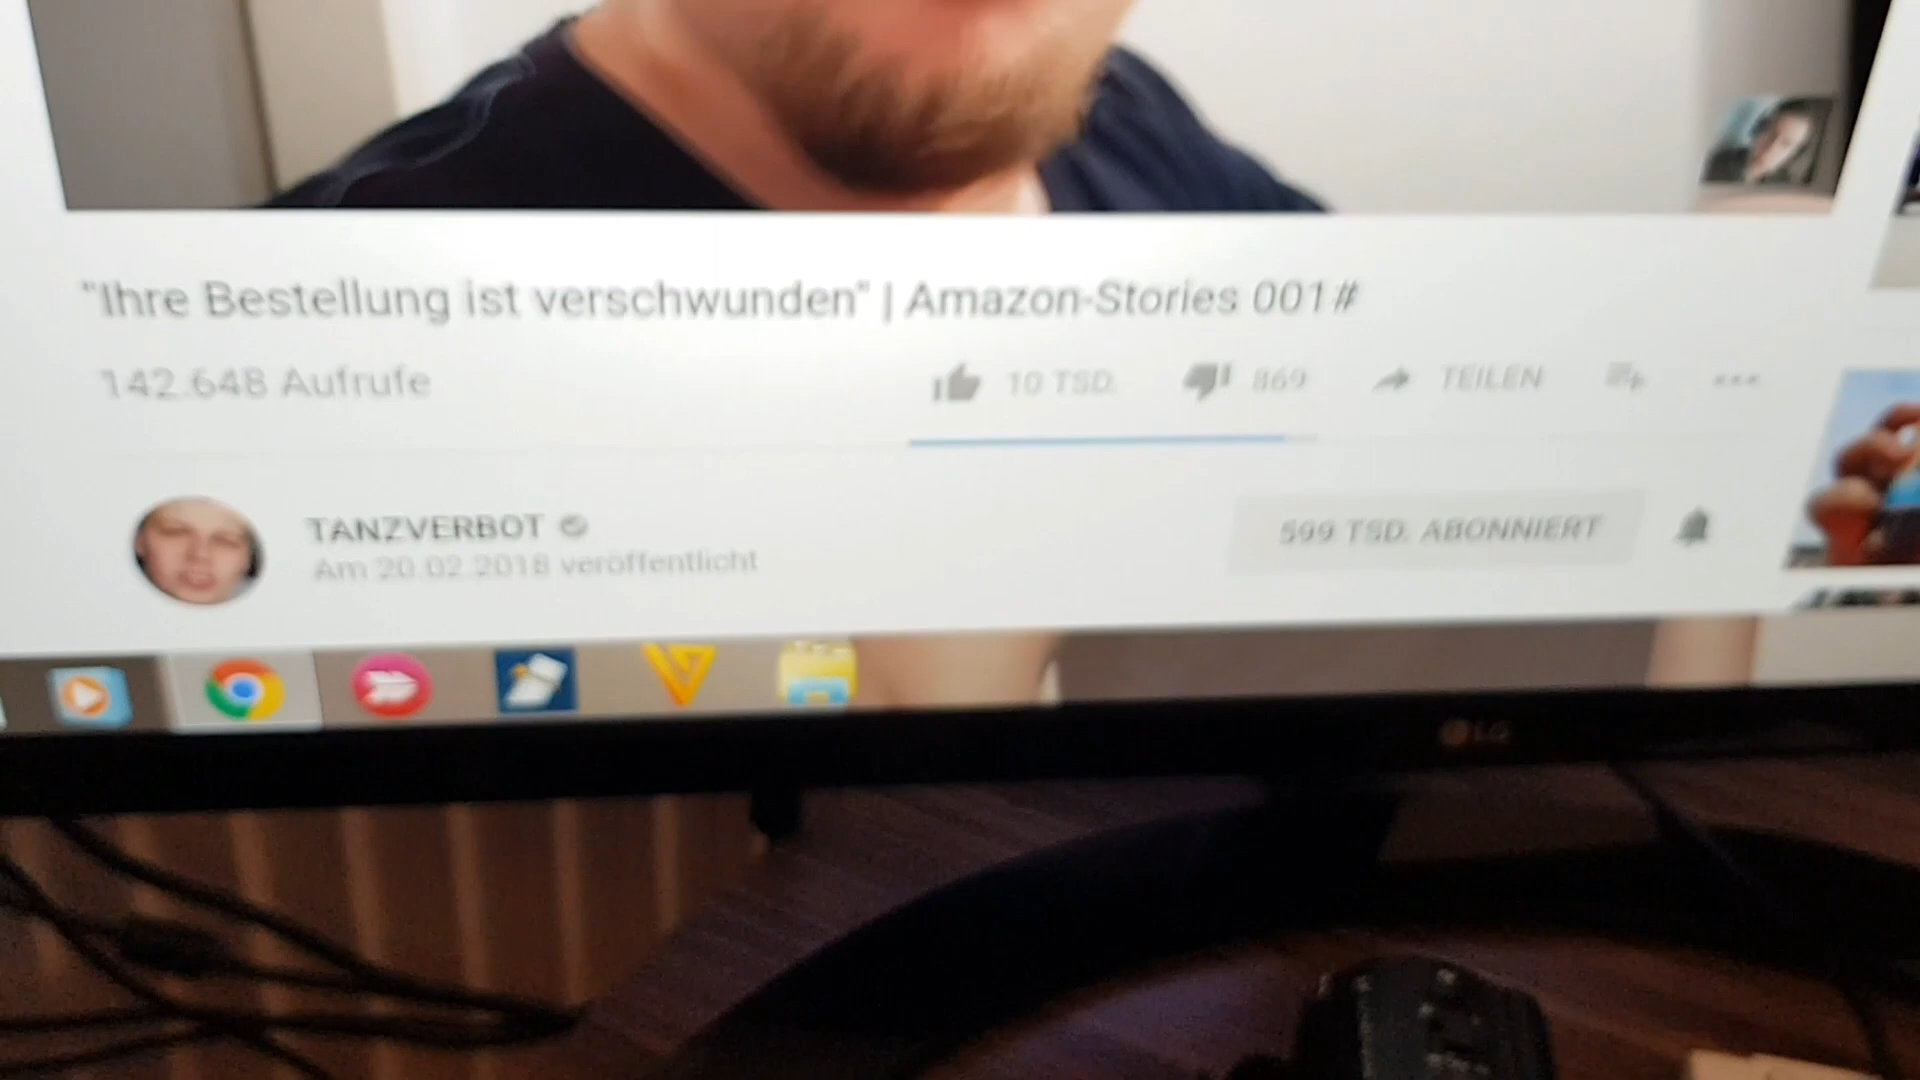 "Ihre Bestellung ist verschwunden" | Amazon-Stories 001#
142.648 Aufrufe
10 TSD.
869
TEILEN
TANZVERBOT
Am 20.02.2018 veröffentlicht
599 TSD. ABONNIERT
LG